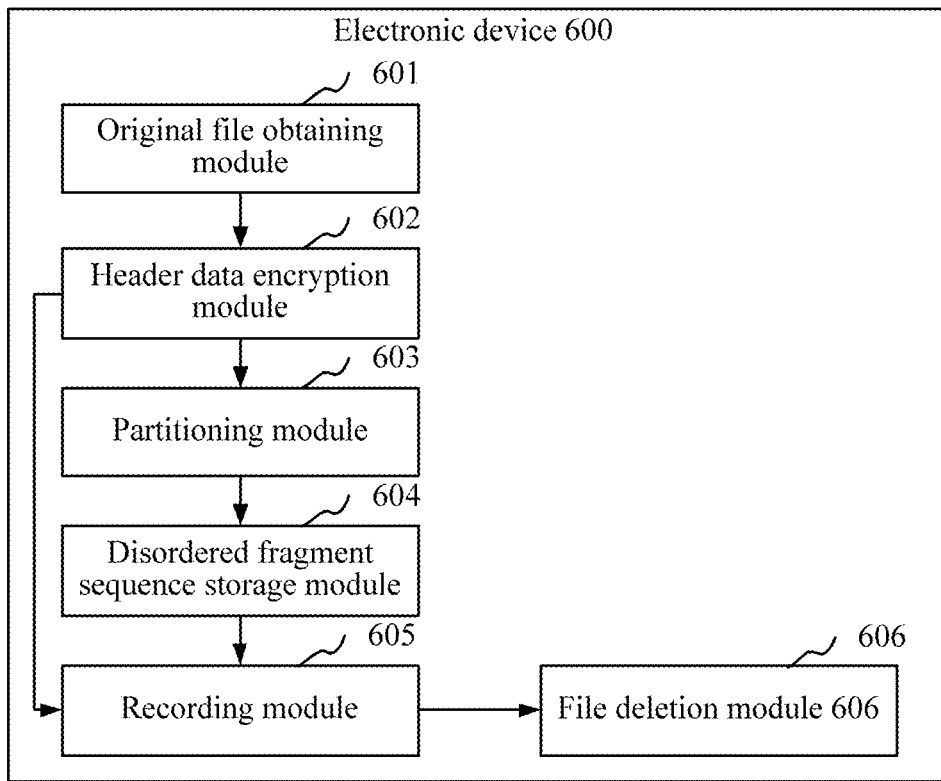 Electronic device 600
601
Original file obtaining
module
602
Header data encryption
module
603
Partitioning module
604
Disordered fragment
sequence storage module
605
606
Recording module
File deletion module 606